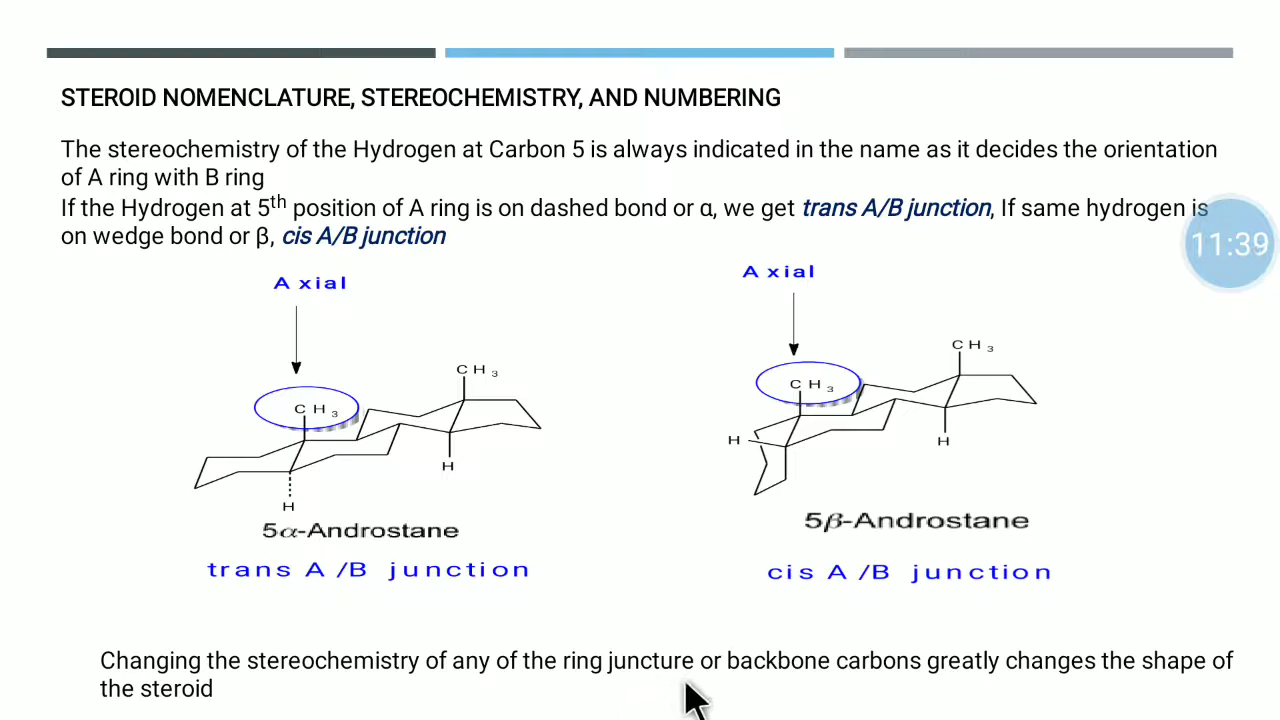 STEROID NOMENCLATURE, STEREOCHEMISTRY, AND NUMBERING
The stereochemistry of the Hydrogen at Carbon 5 is always indicated in the name as it decides the orientation
of A ring with B ring
If the Hydrogen at 5th position of A ring is on dashed bond or α, we get trans A/B junction, If same hydrogen is
on wedge bond or β, cis A/B junction
11:39
Axial
Axial
CH3
CH3
CH3
CH3
H
H
H
H
5α-Androstane
5β-Androstane
trans A/B junction
cis A/B junction
Changing the stereochemistry of any of the ring juncture or backbone carbons greatly changes the shape of
the steroid